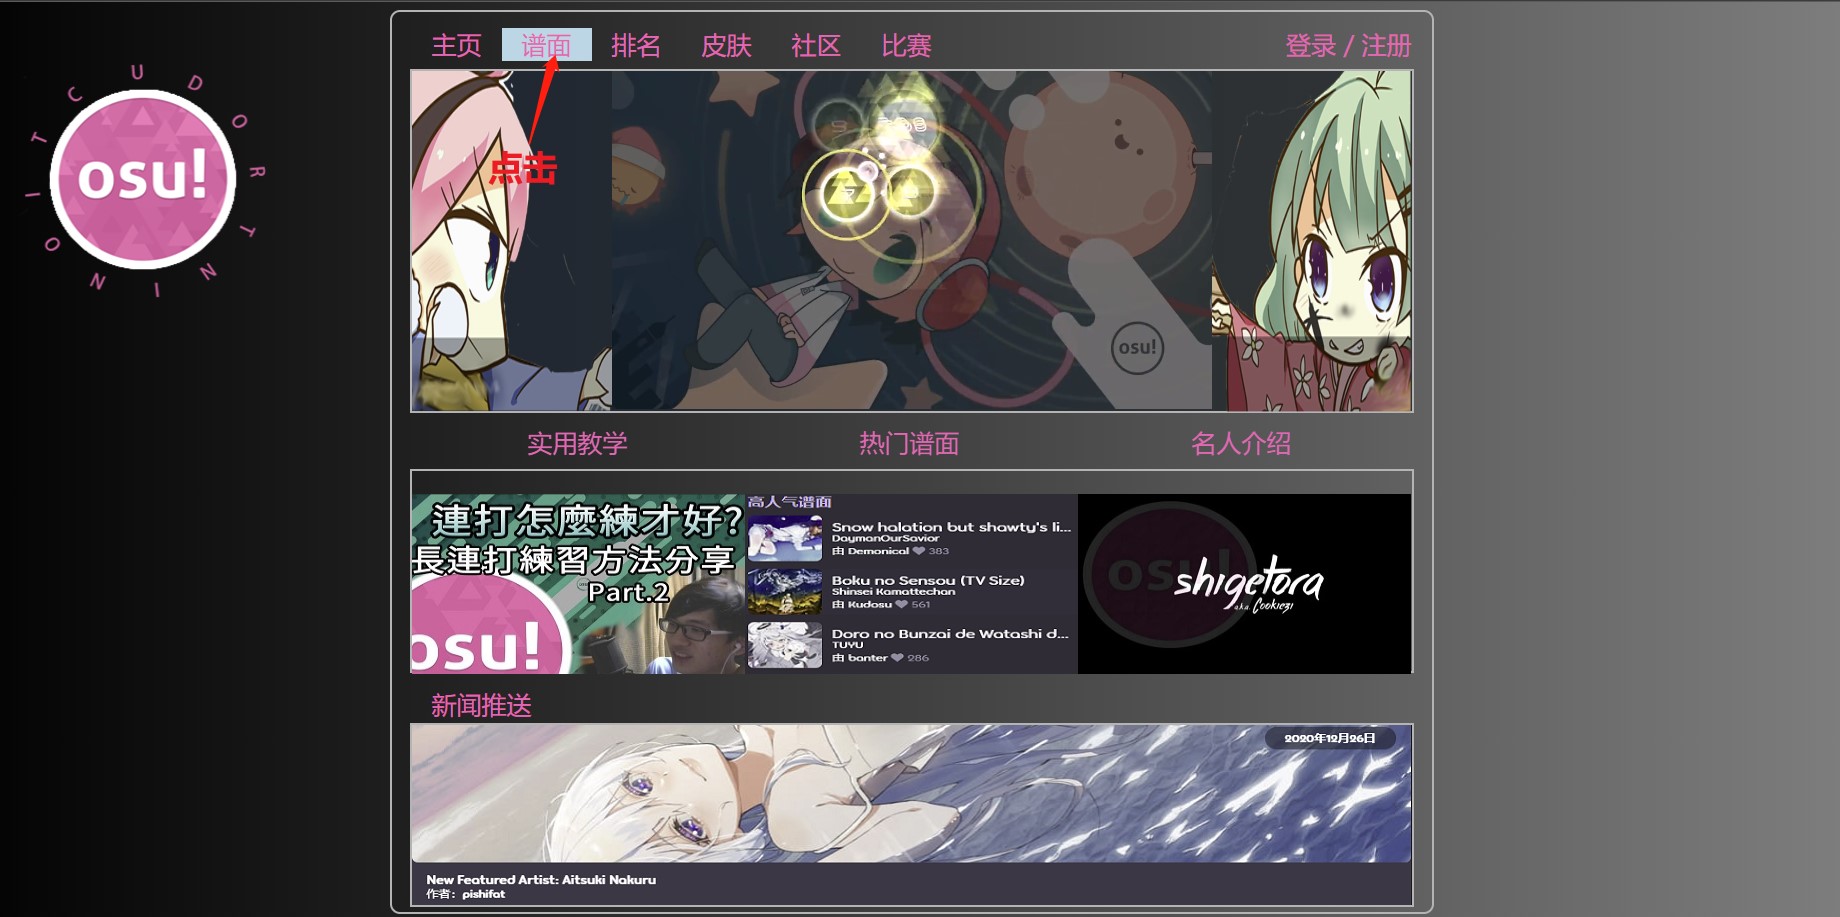 主页 谱面 排名 皮肤 社区 比赛 登录 / 注册
INTRODUCTION
osu!
点击
osu!
实用教学 热门谱面 名人介绍
連打怎麼練才好?
長連打練習方法分享
Part.2
osu!
高人气谱面
Snow halation but shawty's li...
DaymanOurSavior
由 Demonical 383
Boku no Sensou (TV Size)
Shinsei Kamattechan
由 Kudosu 561
Doro no Bunzai de Watashi d...
TUYU
由 banter 286
osu!
shigetora
a.k.a. Cookiezi
新闻推送
2020年12月26日
New Featured Artist: Aitsuki Nakuru
作者：pishifat